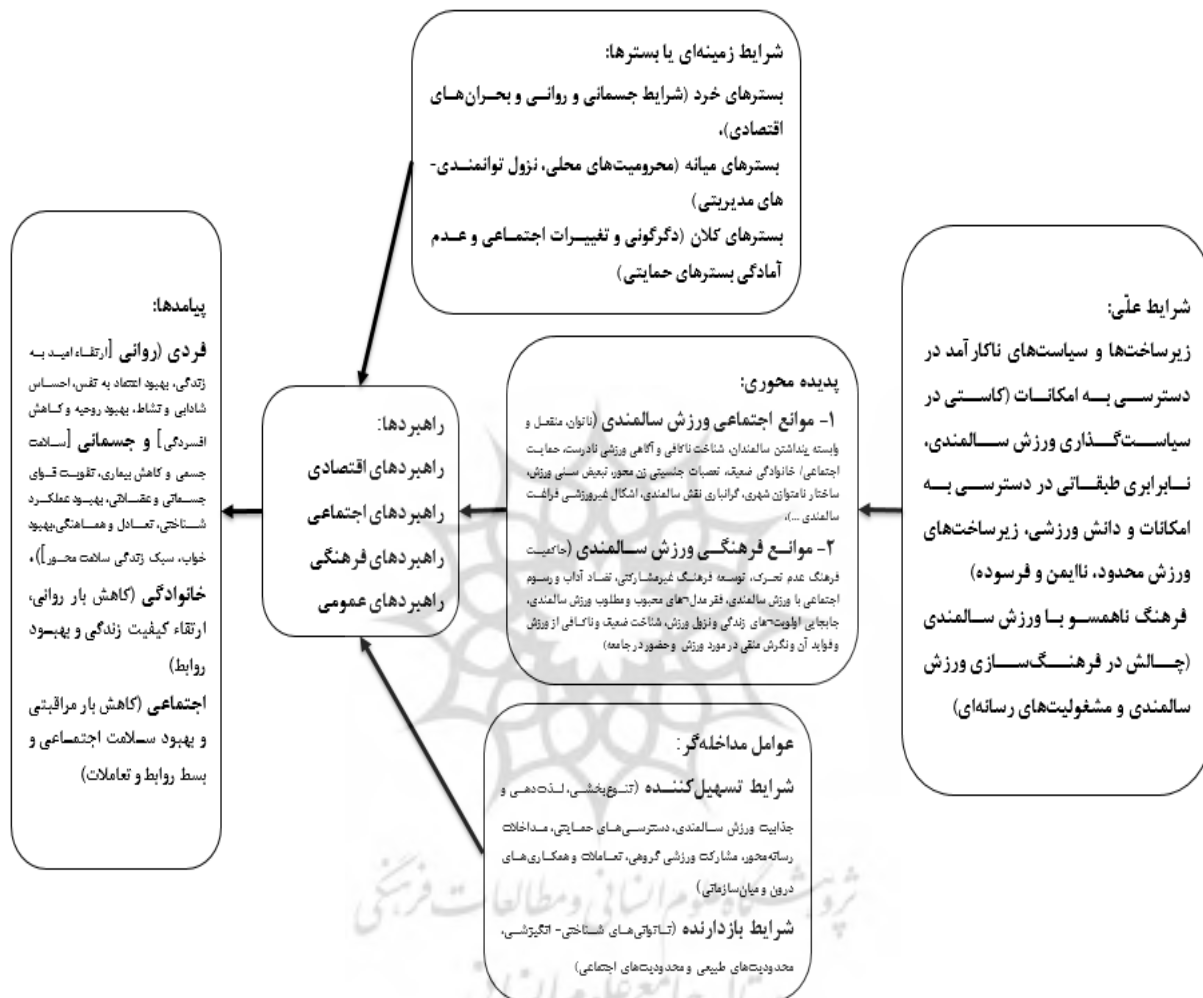 شرایط زمینه‌ای یا بسترها:
بسترهای خرد (شرایط جسمانی و روانی و بحران‌های
اقتصادی)،
بسترهای میانه (محرومیت‌های محلی، نزول توانمندی-
های مدیریتی)
بسترهای کلان (دگرگونی و تغییرات اجتماعی و عدم
آمادگی بسترهای حمایتی)
شرایط علّی:
زیرساخت‌ها و سیاست‌های ناکارآمد در
دسترسی به امکانات (کاستی در
سیاست‌گذاری ورزش سالمندی،
نابرابری طبقاتی در دسترسی به
امکانات و دانش ورزشی، زیرساخت‌های
ورزش محدود، ناایمن و فرسوده)
فرهنگ ناهمسو با ورزش سالمندی
(چالش در فرهنگ‌سازی ورزش
سالمندی و مشغولیت‌های رسانه‌ای)
پدیده محوری:
۱- موانع اجتماعی ورزش سالمندی (ناتوان، منفعل و
وابسته پنداشتن سالمندان، شناخت ناکافی و آگاهی ورزشی نادرست، حمایت
اجتماعی/ خانوادگی ضعیف، تعصبات جنسیتی زن محور، تبعیض سنی ورزش،
ساختار نامتوازن شهری، گرانباری نقش سالمندی، اشکال غیرورزشی فراغت
سالمندی ...)،
۲- موانع فرهنگی ورزش سالمندی (حاکمیت
فرهنگ عدم تحرک، توسعه فرهنگ غیرمشارکتی، تضاد آداب و رسوم
اجتماعی با ورزش سالمندی، فقر مدل‌های محبوب و مطلوب ورزش سالمندی،
جابجایی اولویت‌های زندگی و نزول ورزش، شناخت ضعیف و ناکافی از ورزش
و فواید آن و نگرش منفی در مورد ورزش و حضور در جامعه)
راهبردها:
راهبردهای اقتصادی
راهبردهای اجتماعی
راهبردهای فرهنگی
راهبردهای عمومی
پیامدها:
فردی (روانی [ارتقاء امید به
زندگی، بهبود اعتماد به نفس، احساس
شادابی و نشاط، بهبود روحیه و کاهش
افسردگی] و جسمانی [سلامت
جسمی و کاهش بیماری، تقویت قوای
جسمانی و عضلانی، بهبود عملکرد
شناختی، تعادل و هماهنگی، بهبود
خواب، سبک زندگی سلامت محور])،
خانوادگی (کاهش بار روانی،
ارتقاء کیفیت زندگی و بهبود
روابط)
اجتماعی (کاهش بار مراقبتی
و بهبود سلامت اجتماعی و
بسط روابط و تعاملات)
عوامل مداخله‌گر:
شرایط تسهیل‌کننده (تنوع‌بخشی، لذت‌دهی و
جذابیت ورزش سالمندی، دسترسی‌های حمایتی، مداخلات
رسانه‌محور، مشارکت ورزشی گروهی، تعاملات و همکاری‌های
درون و میان‌سازمانی)
شرایط بازدارنده (ناتوانی‌های شناختی- انگیزشی،
محدودیت‌های طبیعی و محدودیت‌های اجتماعی)
پژوهشگاه علوم انسانی و مطالعات فرهنگی
پرتال جامع علوم انسانی